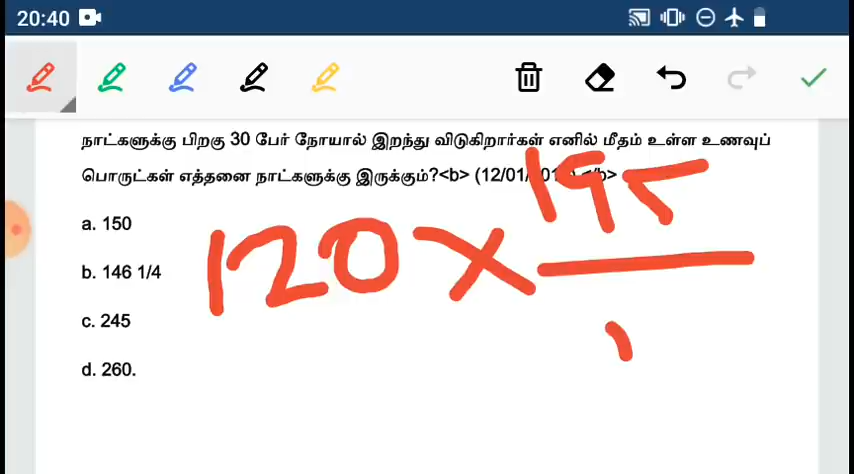 20:40
நாட்களுக்கு பிறகு 30 பேர் நோயால் இறந்து விடுகிறார்கள் எனில் மீதம் உள்ள உணவுப்
பொருட்கள் எத்தனை நாட்களுக்கு இருக்கும்?<b> (12/01/
a. 150
195
120 ×
b. 146 1/4
c. 245
d. 260.